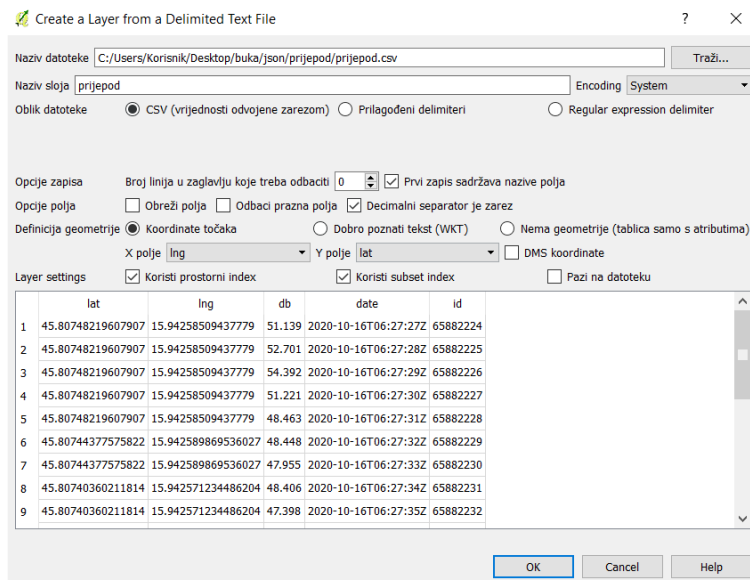 Create a Layer from a Delimited Text File ? X
Naziv datoteke C:/Users/Korisnik/Desktop/buka/json/prijepod/prijepod.csv Traži...
Naziv sloja prijepod Encoding System
Oblik datoteke CSV (vrijednosti odvojene zarezom) Prilagođeni delimiteri Regular expression delimiter
Opcije zapisa Broj linija u zaglavlju koje treba odbaciti 0 Prvi zapis sadržava nazive polja
Opcije polja Obreži polja Odbaci prazna polja Decimalni separator je zarez
Definicija geometrije Koordinate točaka Dobro poznati tekst (WKT) Nema geometrije (tablica samo s atributima)
X polje lng Y polje lat DMS koordinate
Layer settings Koristi prostorni index Koristi subset index Pazi na datoteku
lat lng db date id
1 45.80748219607907 15.94258509437779 51.139 2020-10-16T06:27:27Z 65882224
2 45.80748219607907 15.94258509437779 52.701 2020-10-16T06:27:28Z 65882225
3 45.80748219607907 15.94258509437779 54.392 2020-10-16T06:27:29Z 65882226
4 45.80748219607907 15.94258509437779 51.221 2020-10-16T06:27:30Z 65882227
5 45.80748219607907 15.94258509437779 48.463 2020-10-16T06:27:31Z 65882228
6 45.80744377575822 15.942589869536027 48.448 2020-10-16T06:27:32Z 65882229
7 45.80744377575822 15.942589869536027 47.955 2020-10-16T06:27:33Z 65882230
8 45.80740360211814 15.942571234486204 48.406 2020-10-16T06:27:34Z 65882231
9 45.80740360211814 15.942571234486204 47.398 2020-10-16T06:27:35Z 65882232
OK Cancel Help